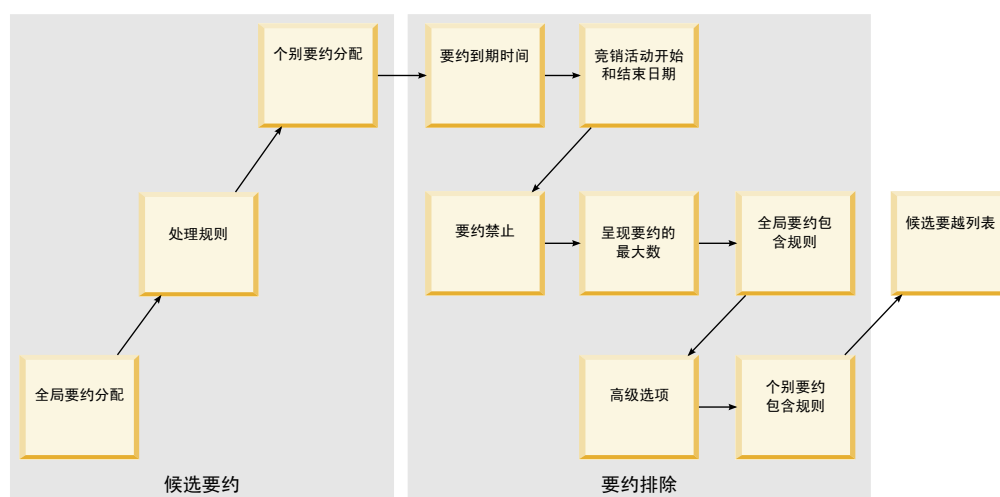 个别要约分配
要约到期时间
竞销活动开始
和结束日期
处理规则
要约禁止
呈现要约的
最大数
全局要约包
含规则
候选要越列表
全局要约分配
高级选项
个别要约
包含规则
候选要约
要约排除